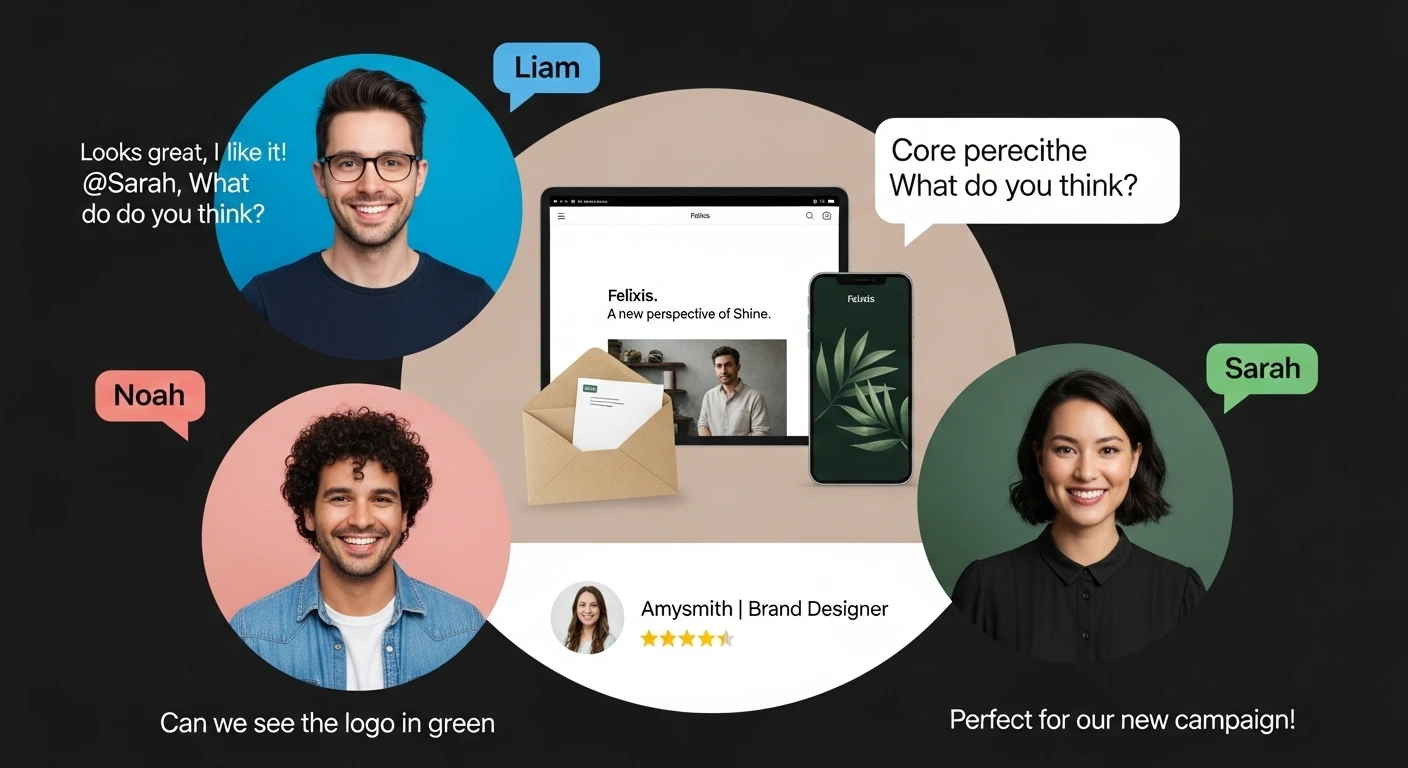 Liam
Looks great, I like it!
@Sarah, What
do do you think?
Core perecithe
What do you think?
Felixis.
A new perspective of Shine.
Noah
Sarah
Amysmith | Brand Designer
Can we see the logo in green
Perfect for our new campaign!